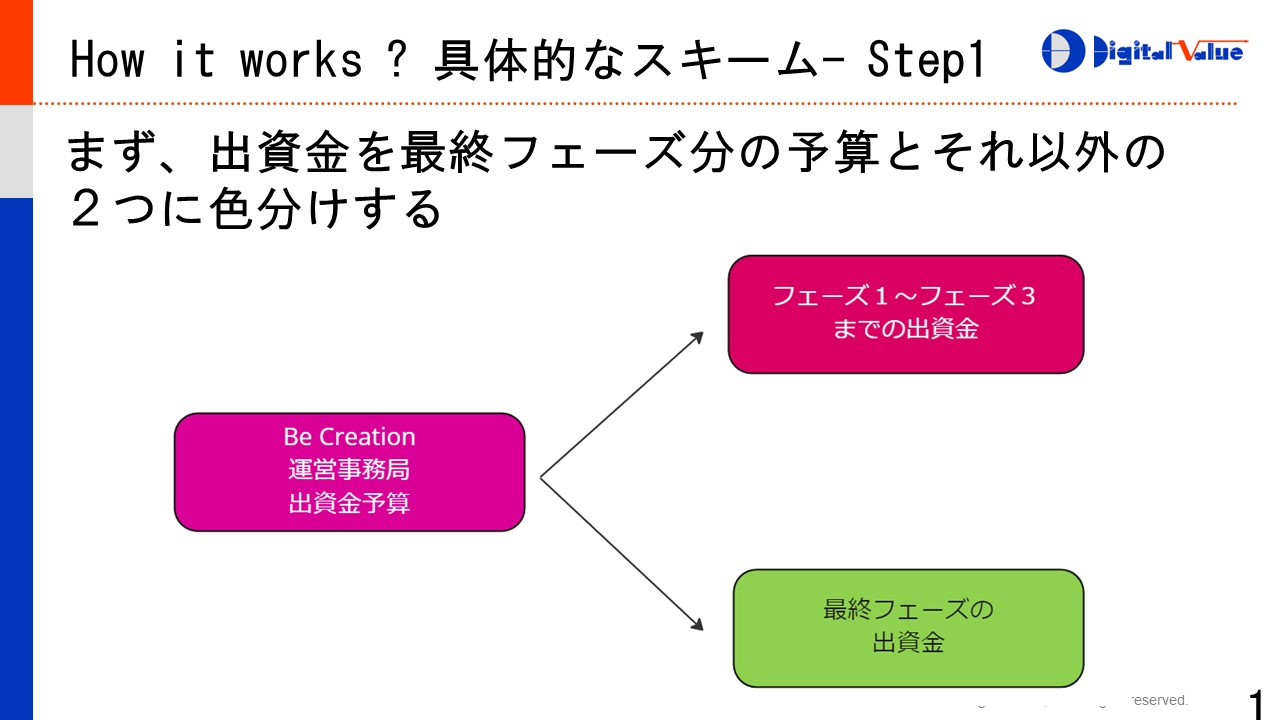 How it works ? 具体的なスキーム- Step1
Digital Value
まず、出資金を最終フェーズ分の予算とそれ以外の
２つに色分けする
フェーズ１～フェーズ３
までの出資金
Be Creation
運営事務局
出資金予算
最終フェーズの
出資金
reserved.
1